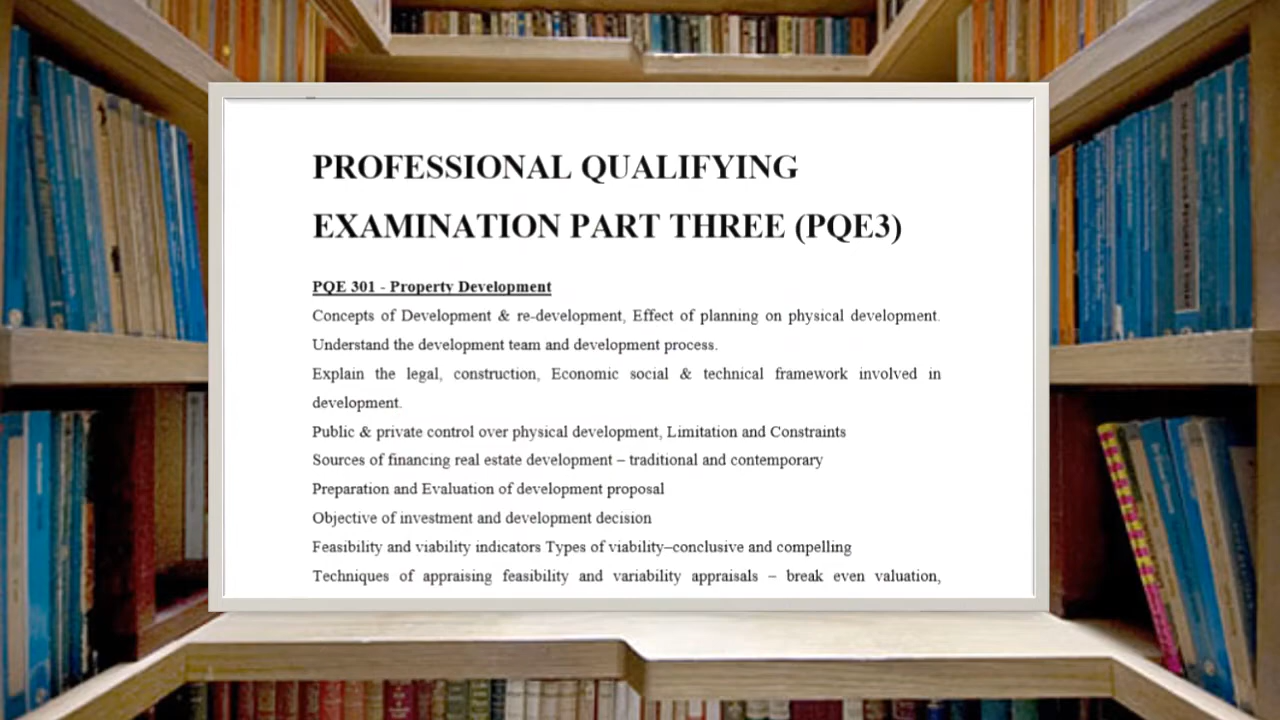 PROFESSIONAL QUALIFYING
EXAMINATION PART THREE (PQE3)
PQE 301 - Property Development
Concepts of Development & re-development, Effect of planning on physical development.
Understand the development team and development process.
Explain the legal, construction, Economic social & technical framework involved in
development.
Public & private control over physical development, Limitation and Constraints
Sources of financing real estate development – traditional and contemporary
Preparation and Evaluation of development proposal
Objective of investment and development decision
Feasibility and viability indicators Types of viability–conclusive and compelling
Techniques of appraising feasibility and variability appraisals – break even valuation,